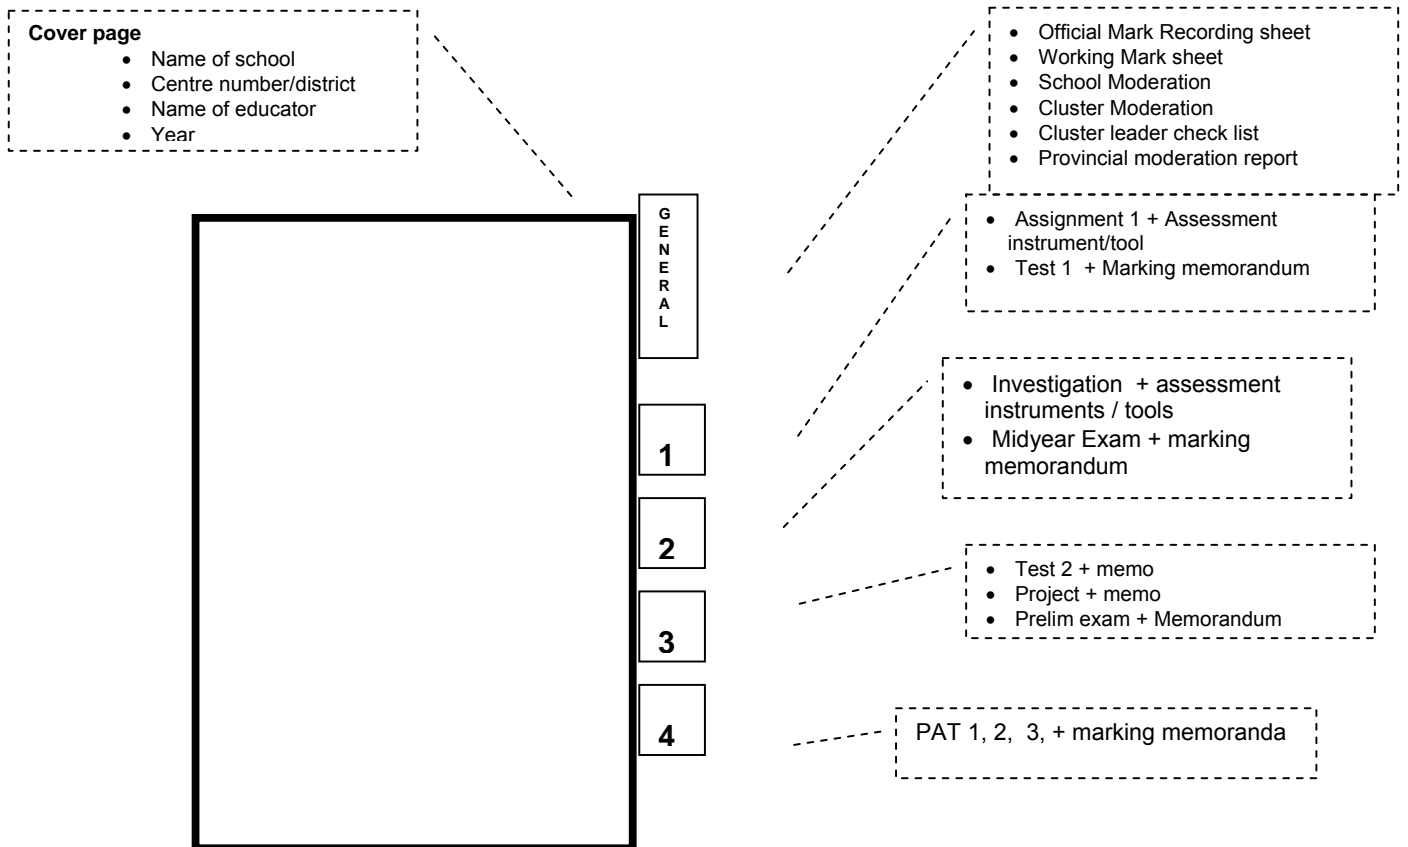 Cover page
• Name of school
• Centre number/district
• Name of educator
• Year
• Official Mark Recording sheet
• Working Mark sheet
• School Moderation
• Cluster Moderation
• Cluster leader check list
• Provincial moderation report
GENERAL
• Assignment 1 + Assessment
instrument/tool
• Test 1 + Marking memorandum
1
• Investigation + assessment
instruments / tools
• Midyear Exam + marking
memorandum
2
• Test 2 + memo
• Project + memo
• Prelim exam + Memorandum
3
4
PAT 1, 2, 3, + marking memoranda